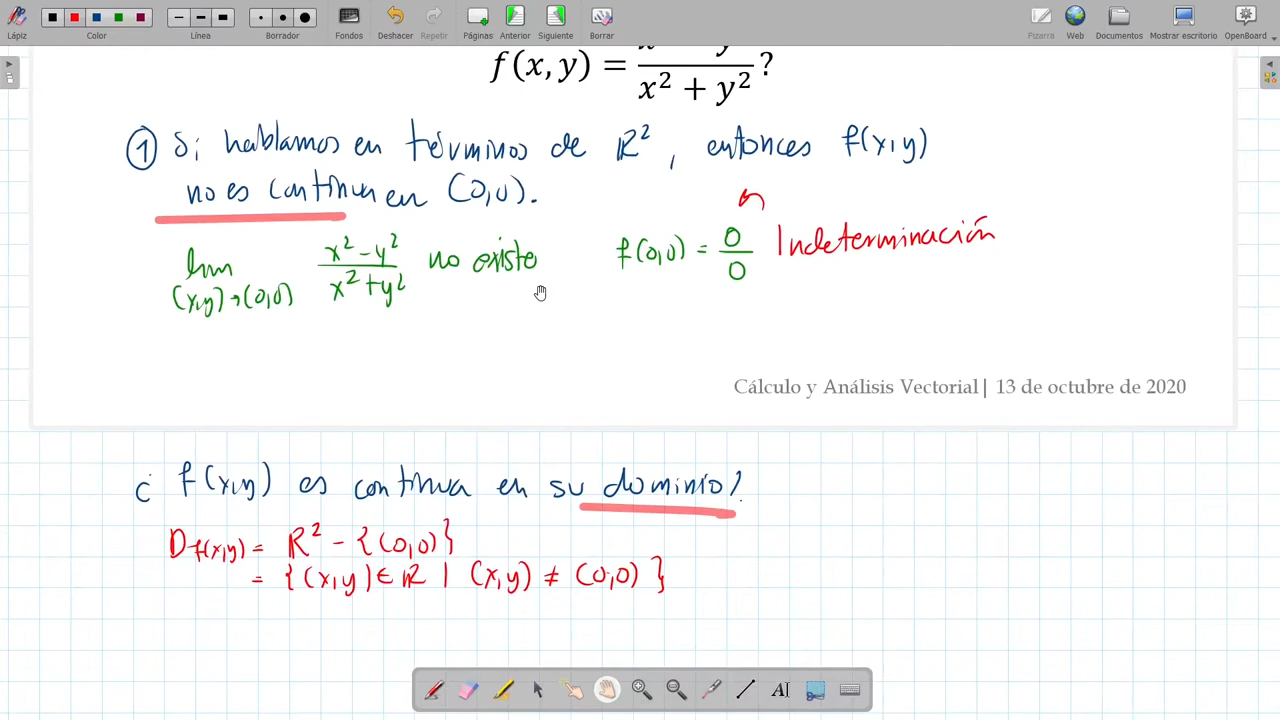 Lápiz Color Línea Borrador Fondos Deshacer Repetir Páginas Anterior Siguiente Borrar Pizarra Web Documentos Mostrar escritorio OpenBoard
f(x, y) = x² − y² / x² + y² ?
① Si hablamos en términos de ℝ², entonces f(x,y)
no es continua en (0,0).
lim (x,y)→(0,0) x² − y² / x² + y² no existe
f(0,0) = 0/0 Indeterminación
Cálculo y Análisis Vectorial| 13 de octubre de 2020
¿ f(x,y) es continua en su dominio?
D f(x,y) = ℝ² − {(0,0)}
= {(x,y) ∈ ℝ | (x,y) ≠ (0,0)}
AI